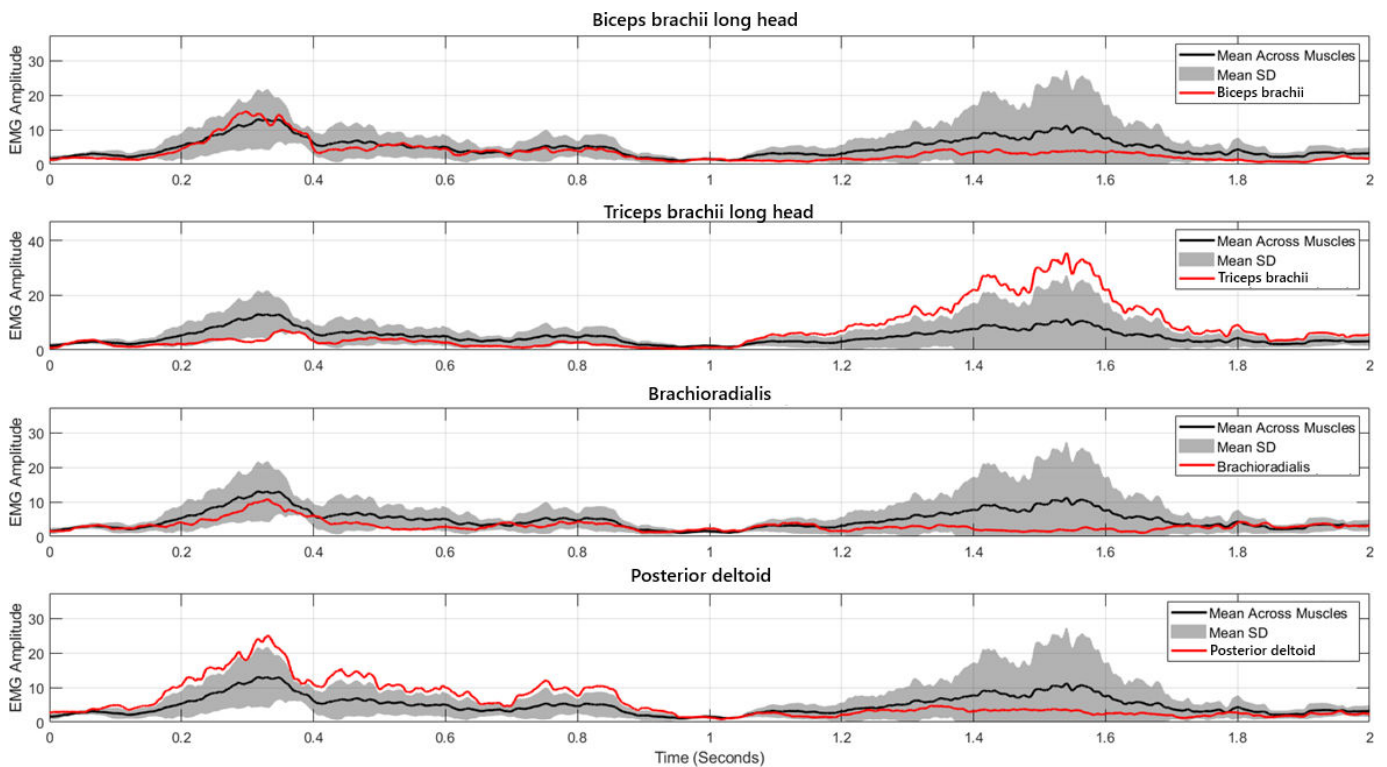 Biceps brachii long head
EMG Amplitude
30
20
10
0
Mean Across Muscles
Mean SD
Biceps brachii
0 0.2 0.4 0.6 0.8 1 1.2 1.4 1.6 1.8 2
Triceps brachii long head
EMG Amplitude
40
20
0
Mean Across Muscles
Mean SD
Triceps brachii
0 0.2 0.4 0.6 0.8 1 1.2 1.4 1.6 1.8 2
Brachioradialis
EMG Amplitude
30
20
10
0
Mean Across Muscles
Mean SD
Brachioradialis
0 0.2 0.4 0.6 0.8 1 1.2 1.4 1.6 1.8 2
Posterior deltoid
EMG Amplitude
30
20
10
0
Mean Across Muscles
Mean SD
Posterior deltoid
0 0.2 0.4 0.6 0.8 1 1.2 1.4 1.6 1.8 2
Time (Seconds)